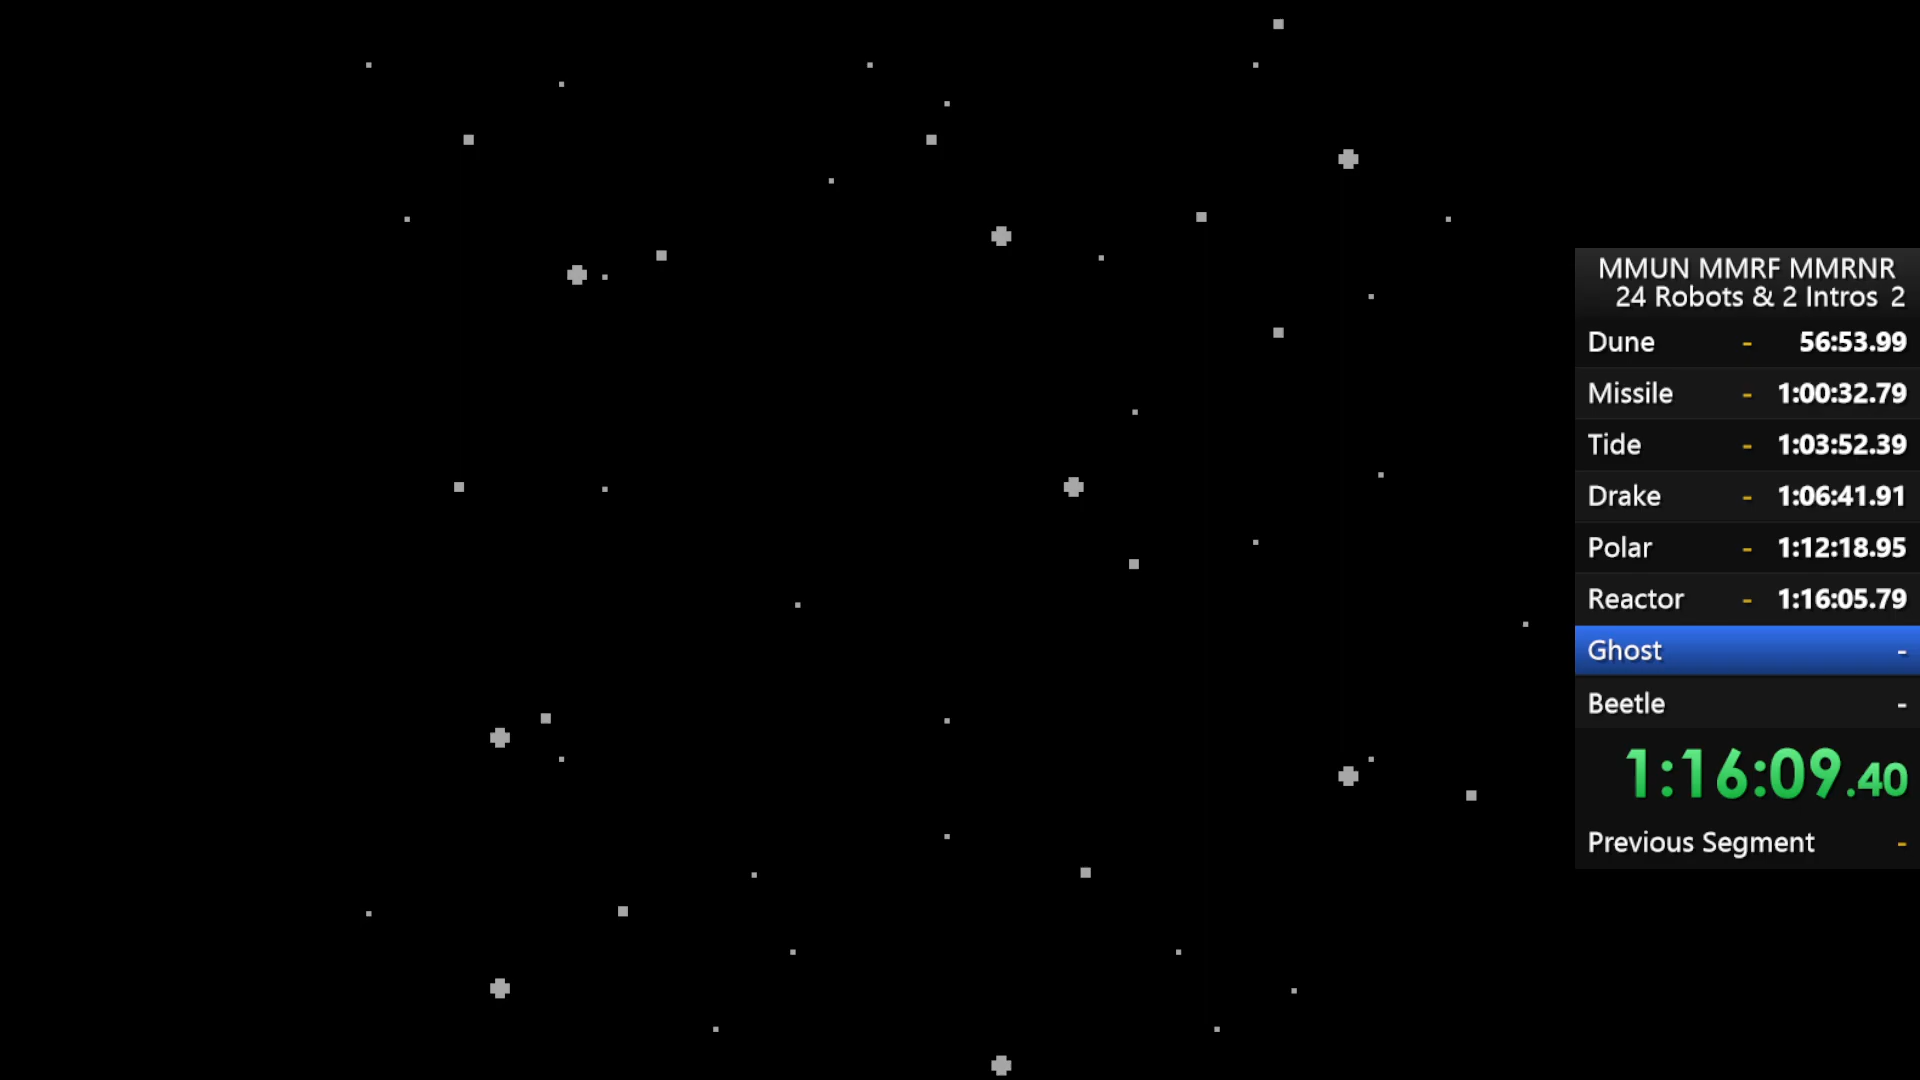 MMUN MMRF MMRNR
24 Robots & 2 Intros 2
Dune - 56:53.99
Missile - 1:00:32.79
Tide - 1:03:52.39
Drake - 1:06:41.91
Polar - 1:12:18.95
Reactor - 1:16:05.79
Ghost -
Beetle -
1:16:09.40
Previous Segment -